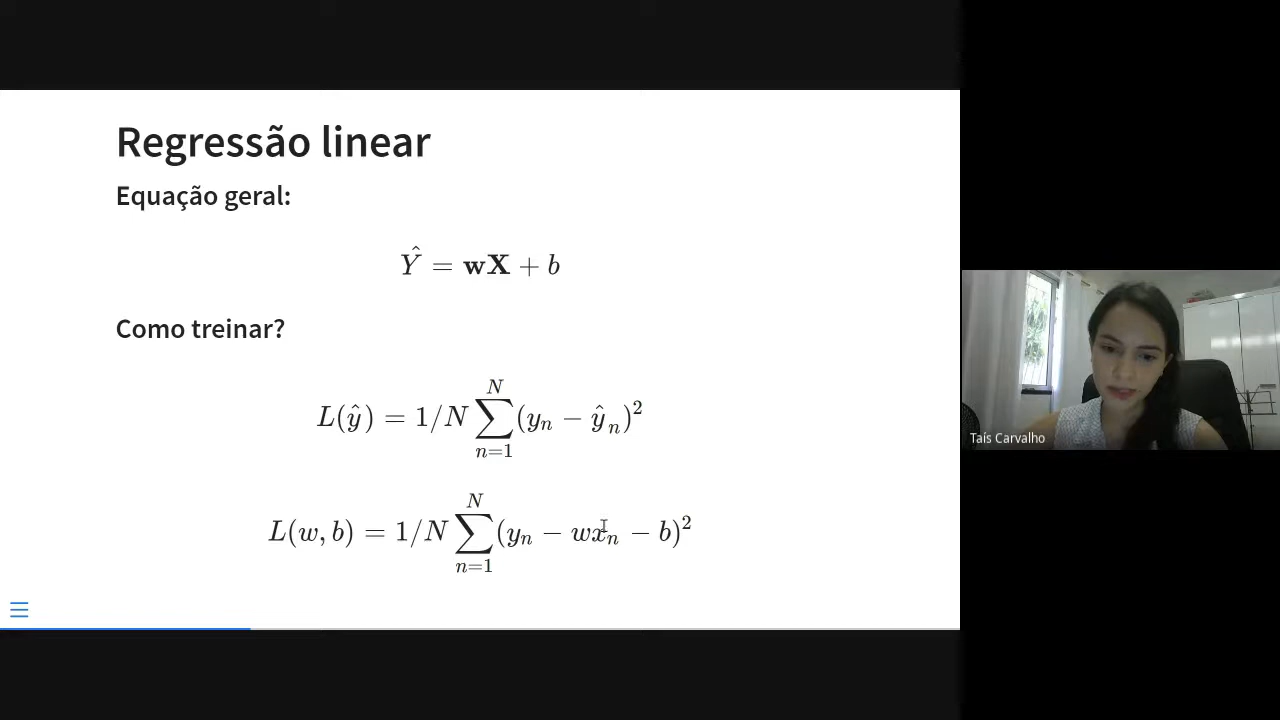 Regressão linear
Equação geral:
Ŷ = wX + b
Como treinar?
L(ŷ) = 1/N ∑_{n=1}^{N} (y_n − ŷ_n)^2
L(w, b) = 1/N ∑_{n=1}^{N} (y_n − wx_n − b)^2
Taís Carvalho